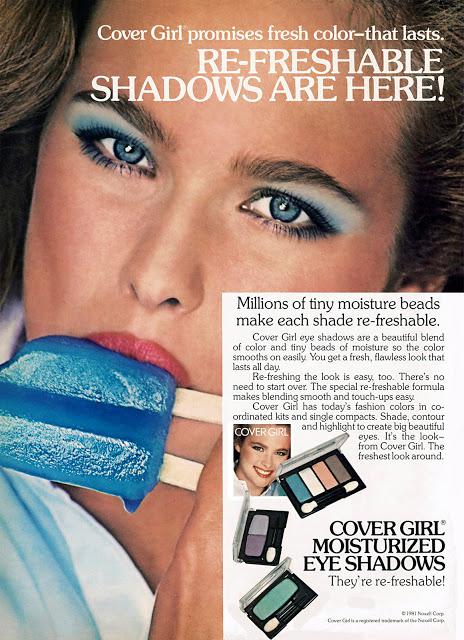 Cover Girl® promises fresh color–that lasts.
RE-FRESHABLE
SHADOWS ARE HERE!
Millions of tiny moisture beads
make each shade re-freshable.
Cover Girl eye shadows are a beautiful blend
of color and tiny beads of moisture so the color
smooths on easily. You get a fresh, flawless look that
lasts all day.
Re-freshing the look is easy, too. There's no
need to start over. The special re-freshable formula
makes blending smooth and touch-ups easy.
Cover Girl has today's fashion colors in co-
ordinated kits and single compacts. Shade, contour
and highlight to create big beautiful
eyes. It's the look–
from Cover Girl. The
freshest look around.
COVER GIRL
COVER GIRL®
MOISTURIZED
EYE SHADOWS
They're re-freshable!
© 1981 Noxell Corp.
Cover Girl is a registered trademark of the Noxell Corp.